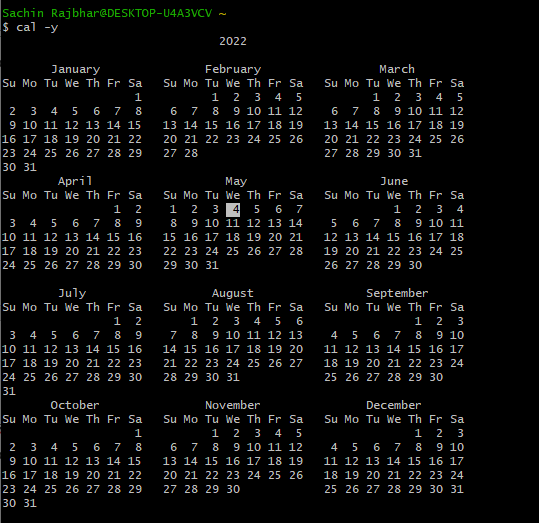 Sachin Rajbhar@DESKTOP-U4A3VCV ~
$ cal -y
                               2022

       January               February                 March
Su Mo Tu We Th Fr Sa   Su Mo Tu We Th Fr Sa   Su Mo Tu We Th Fr Sa
                   1          1  2  3  4  5          1  2  3  4  5
 2  3  4  5  6  7  8    6  7  8  9 10 11 12    6  7  8  9 10 11 12
 9 10 11 12 13 14 15   13 14 15 16 17 18 19   13 14 15 16 17 18 19
16 17 18 19 20 21 22   20 21 22 23 24 25 26   20 21 22 23 24 25 26
23 24 25 26 27 28 29   27 28                  27 28 29 30 31
30 31
        April                   May                   June
Su Mo Tu We Th Fr Sa   Su Mo Tu We Th Fr Sa   Su Mo Tu We Th Fr Sa
                1  2    1  2  3  4  5  6  7             1  2  3  4
 3  4  5  6  7  8  9    8  9 10 11 12 13 14    5  6  7  8  9 10 11
10 11 12 13 14 15 16   15 16 17 18 19 20 21   12 13 14 15 16 17 18
17 18 19 20 21 22 23   22 23 24 25 26 27 28   19 20 21 22 23 24 25
24 25 26 27 28 29 30   29 30 31               26 27 28 29 30

        July                  August                September
Su Mo Tu We Th Fr Sa   Su Mo Tu We Th Fr Sa   Su Mo Tu We Th Fr Sa
                1  2       1  2  3  4  5  6                1  2  3
 3  4  5  6  7  8  9    7  8  9 10 11 12 13    4  5  6  7  8  9 10
10 11 12 13 14 15 16   14 15 16 17 18 19 20   11 12 13 14 15 16 17
17 18 19 20 21 22 23   21 22 23 24 25 26 27   18 19 20 21 22 23 24
24 25 26 27 28 29 30   28 29 30 31            25 26 27 28 29 30
31
       October               November               December
Su Mo Tu We Th Fr Sa   Su Mo Tu We Th Fr Sa   Su Mo Tu We Th Fr Sa
                   1          1  2  3  4  5                1  2  3
 2  3  4  5  6  7  8    6  7  8  9 10 11 12    4  5  6  7  8  9 10
 9 10 11 12 13 14 15   13 14 15 16 17 18 19   11 12 13 14 15 16 17
16 17 18 19 20 21 22   20 21 22 23 24 25 26   18 19 20 21 22 23 24
23 24 25 26 27 28 29   27 28 29 30            25 26 27 28 29 30 31
30 31